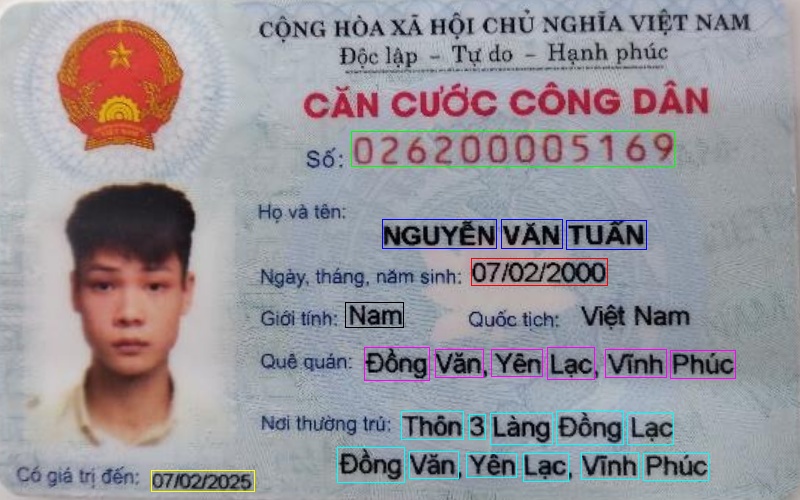 CỘNG HÒA XÃ HỘI CHỦ NGHĨA VIỆT NAM
Độc lập – Tự do – Hạnh phúc
CĂN CƯỚC CÔNG DÂN
Số: 026200005169
Họ và tên:
NGUYỄN VĂN TUẤN
Ngày, tháng, năm sinh: 07/02/2000
Giới tính: Nam Quốc tịch: Việt Nam
Quê quán: Đồng Văn, Yên Lạc, Vĩnh Phúc
Nơi thường trú: Thôn 3 Làng Đồng Lạc
Đồng Văn, Yên Lạc, Vĩnh Phúc
Có giá trị đến: 07/02/2025